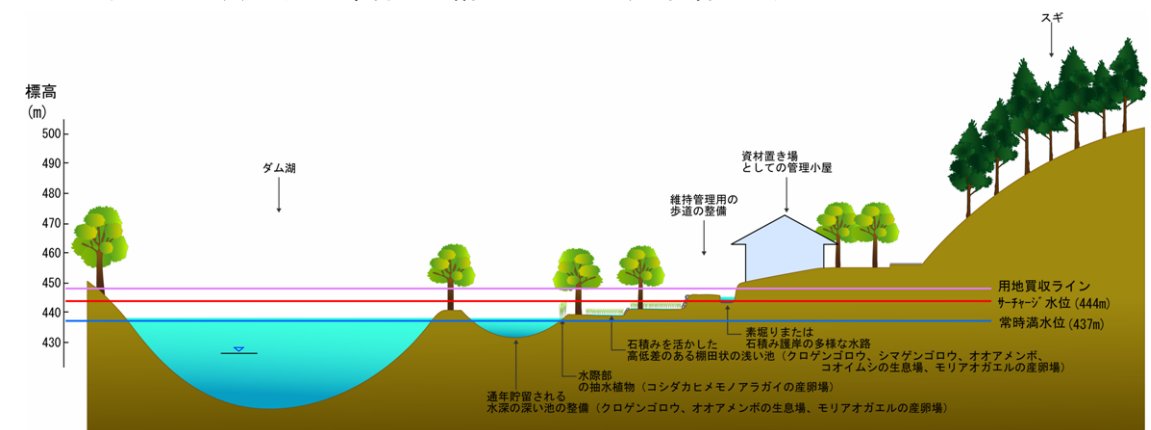 スギ
標高
(m)
500
490
480
470
460
450
440
430
ダム湖
資材置き場
としての管理小屋
維持管理用の
歩道の整備
用地買収ライン
サーチャージ水位(444m)
常時満水位(437m)
素堀りまたは
石積み護岸の多様な水路
石積みを活かした
高低差のある棚田状の浅い池（クロゲンゴロウ、シマゲンゴロウ、オオアメンボ、
コオイムシの生息場、モリアオガエルの産卵場）
水際部
の抽水植物（コシダカヒメモノアラガイの産卵場）
通年貯留される
水深の深い池の整備（クロゲンゴロウ、オオアメンボの生息場、モリアオガエルの産卵場）